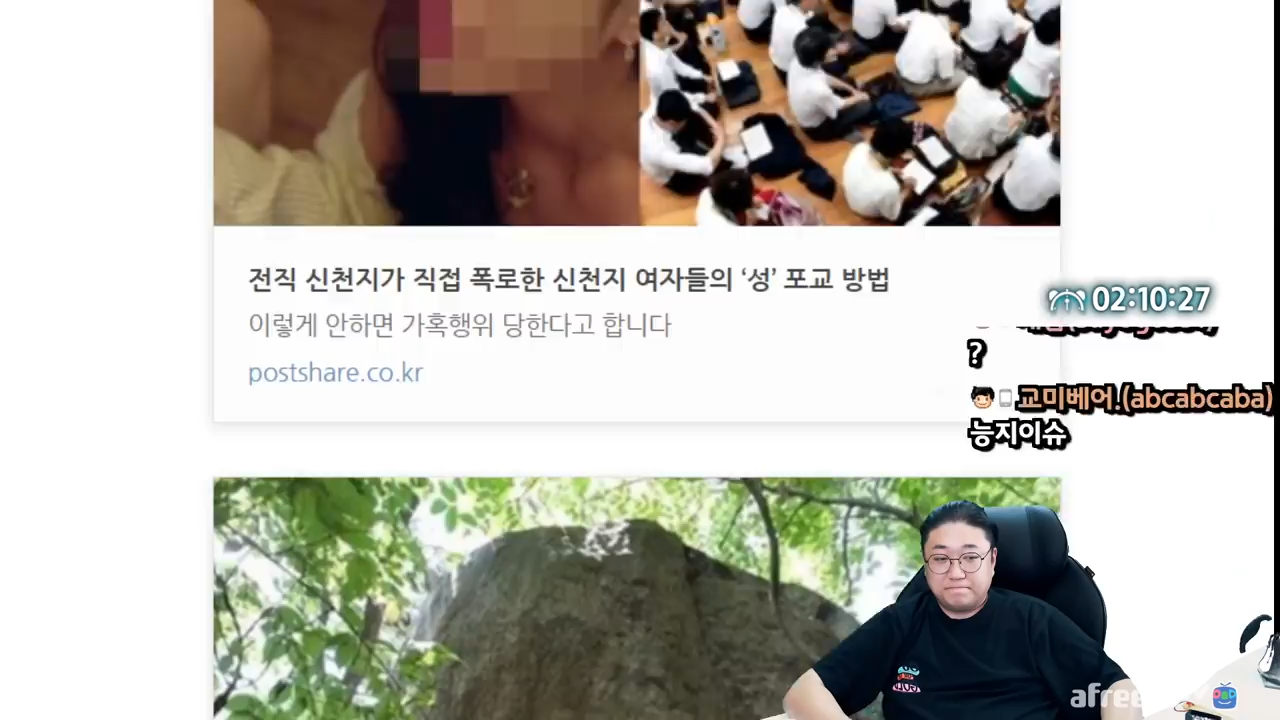 전직 신천지가 직접 폭로한 신천지 여자들의 ‘성’ 포교 방법
이렇게 안하면 가혹행위 당한다고 합니다
postshare.co.kr
02:10:27
?
교미베어.(abcabcaba)
능지이슈